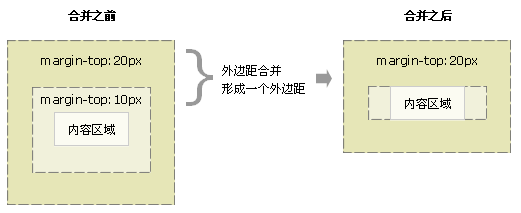 合并之前
合并之后
margin-top: 20px
margin-top: 10px
内容区域
外边距合并
形成一个外边距
margin-top: 20px
内容区域